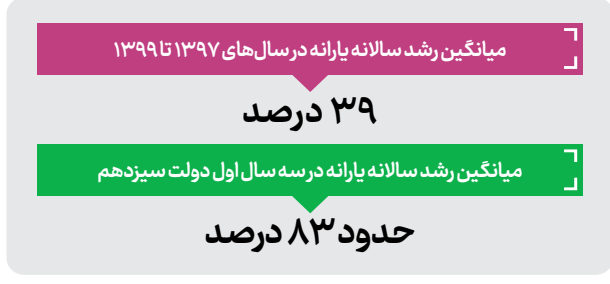 میانگین رشد سالانه یارانه در سال‌های ۱۳۹۷ تا ۱۳۹۹
۳۹ درصد
میانگین رشد سالانه یارانه در سه سال اول دولت سیزدهم
حدود ۸۳ درصد